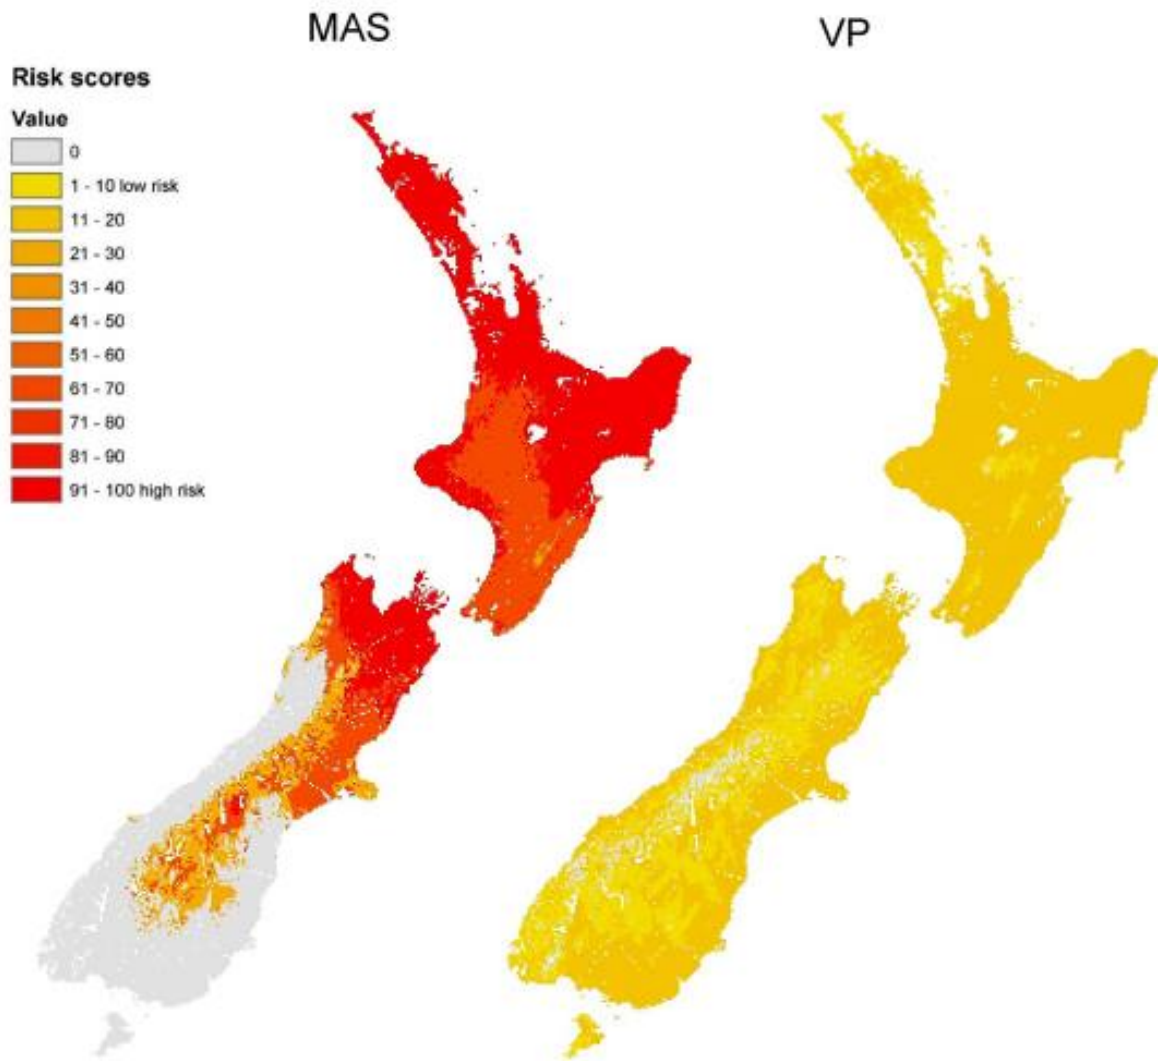 MAS
VP
Risk scores
Value
0
1 - 10 low risk
11 - 20
21 - 30
31 - 40
41 - 50
51 - 60
61 - 70
71 - 80
81 - 90
91 - 100 high risk